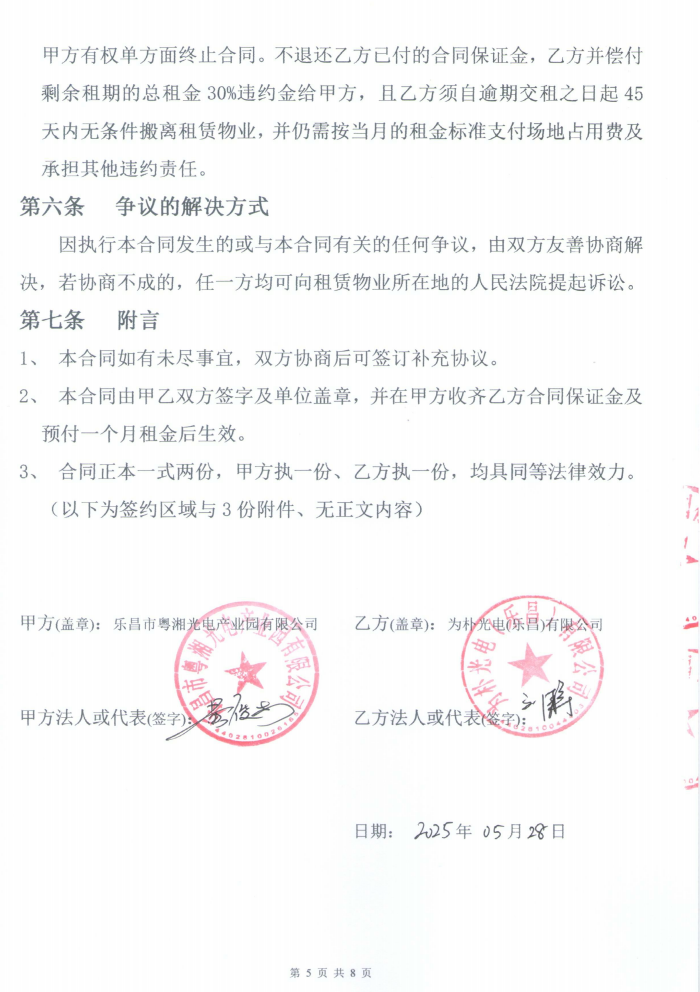 甲方有权单方面终止合同。不退还乙方已付的合同保证金，乙方并偿付
剩余租期的总租金 30%违约金给甲方，且乙方须自逾期交租之日起 45
天内无条件搬离租赁物业，并仍需按当月的租金标准支付场地占用费及
承担其他违约责任。
第六条 争议的解决方式
因执行本合同发生的或与本合同有关的任何争议，由双方友善协商解
决，若协商不成的，任一方均可向租赁物业所在地的人民法院提起诉讼。
第七条 附言
1、 本合同如有未尽事宜，双方协商后可签订补充协议。
2、 本合同由甲乙双方签字及单位盖章，并在甲方收齐乙方合同保证金及
预付一个月租金后生效。
3、 合同正本一式两份，甲方执一份、乙方执一份，均具同等法律效力。
（以下为签约区域与 3 份附件、无正文内容）
甲方(盖章)：乐昌市粤湘光电产业园有限公司
乙方(盖章)：为朴光电(乐昌)有限公司
甲方法人或代表(签字)：
乙方法人或代表(签字)：
日期： 2025年 05月28日
第 5 页 共 8 页